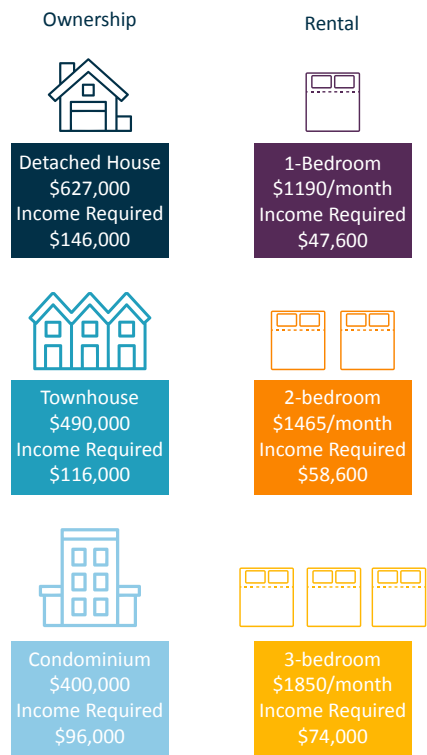 Ownership
Detached House
$627,000
Income Required
$146,000
Townhouse
$490,000
Income Required
$116,000
Condominium
$400,000
Income Required
$96,000
Rental
1-Bedroom
$1190/month
Income Required
$47,600
2-bedroom
$1465/month
Income Required
$58,600
3-bedroom
$1850/month
Income Required
$74,000